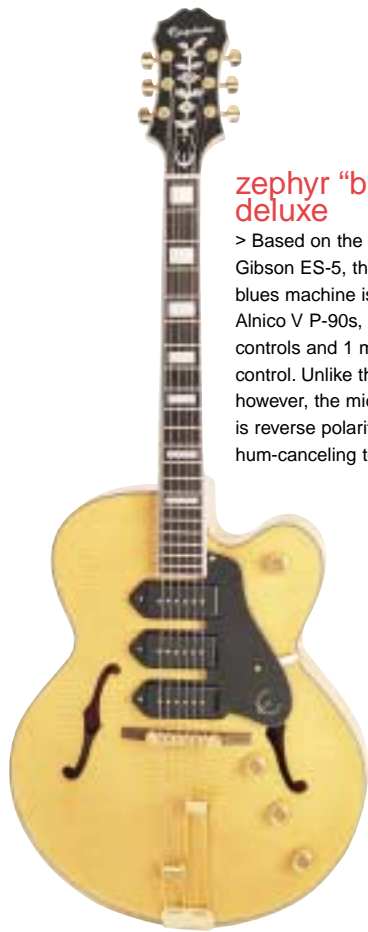 Epiphone
zephyr “b
deluxe
> Based on the
Gibson ES-5, th
blues machine is
Alnico V P-90s,
controls and 1 m
control. Unlike th
however, the mid
is reverse polarit
hum-canceling t